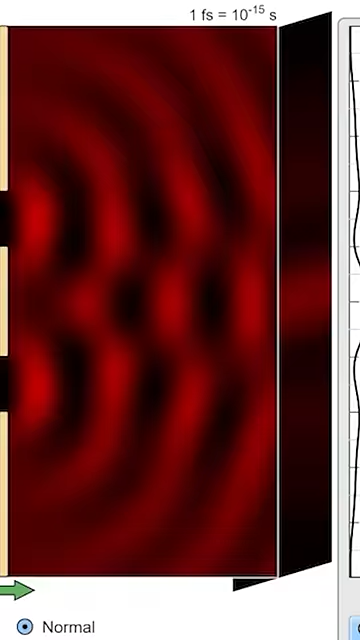 1 fs = 10⁻¹⁵ s
Normal